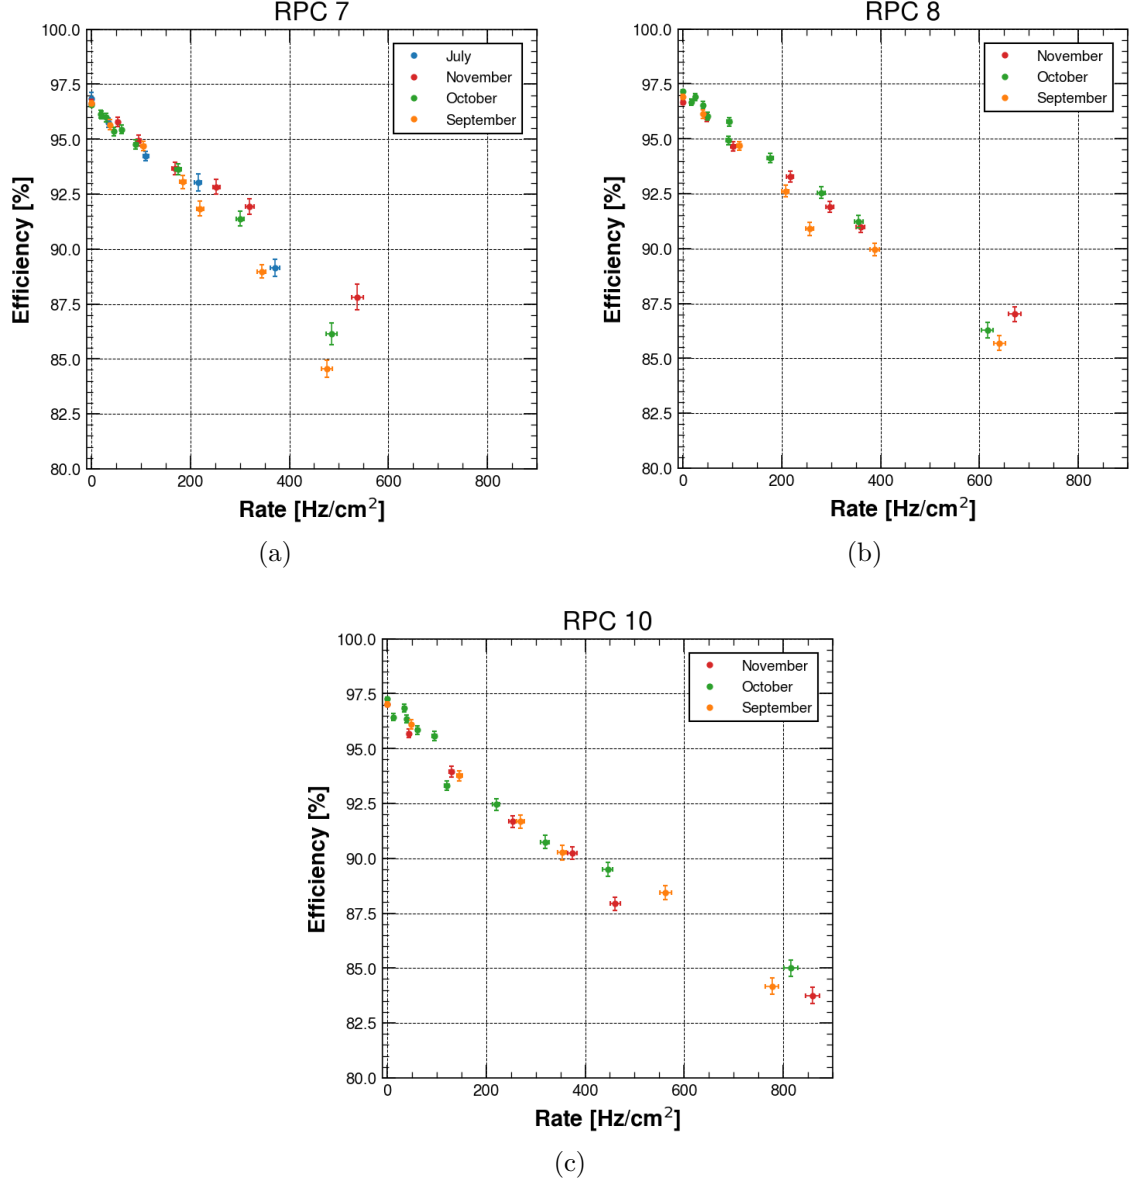 RPC 7
100.0
97.5
95.0
92.5
90.0
87.5
85.0
82.5
80.0
Efficiency [%]
July
November
October
September
0 200 400 600 800
Rate [Hz/cm²]
(a)
RPC 8
100.0
97.5
95.0
92.5
90.0
87.5
85.0
82.5
80.0
Efficiency [%]
November
October
September
0 200 400 600 800
Rate [Hz/cm²]
(b)
RPC 10
100.0
97.5
95.0
92.5
90.0
87.5
85.0
82.5
80.0
Efficiency [%]
November
October
September
0 200 400 600 800
Rate [Hz/cm²]
(c)